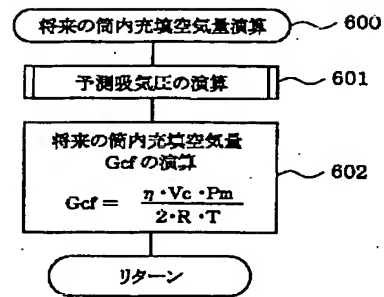 将来の筒内充填空気量演算
600
予測吸気圧の演算
601
将来の筒内充填空気量
Gcfの演算
Gcf = η・Vc・Pm
2・R・T
602
リターン